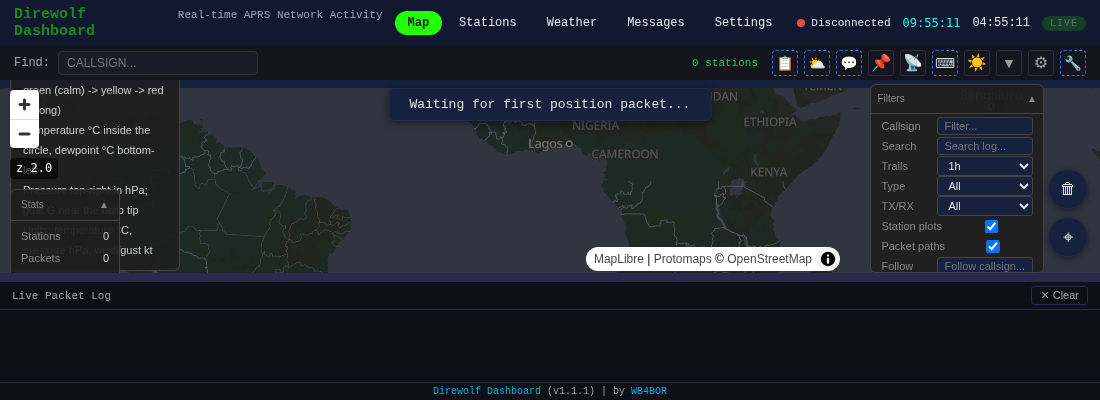 Direwolf
Dashboard
Real-time APRS Network Activity
Map Stations Weather Messages Settings
Disconnected 09:55:11 04:55:11 LIVE
Find: CALLSIGN...
0 stations
green (calm) -> yellow -> red
Temperature °C inside the
circle, dewpoint °C bottom-
z 2.0
Pressure top-right in hPa;
Stats ▲
Stations 0
Packets 0
Waiting for first position packet...
NIGERIA
Lagos
CAMEROON
ETHIOPIA
KENYA
Filters ▲
Callsign Filter...
Search Search log...
Trails 1h
Type All
TX/RX All
Station plots
Packet paths
Follow Follow callsign...
MapLibre | Protomaps © OpenStreetMap
Live Packet Log
✕ Clear
Direwolf Dashboard (v1.1.1) | by WB4BOR